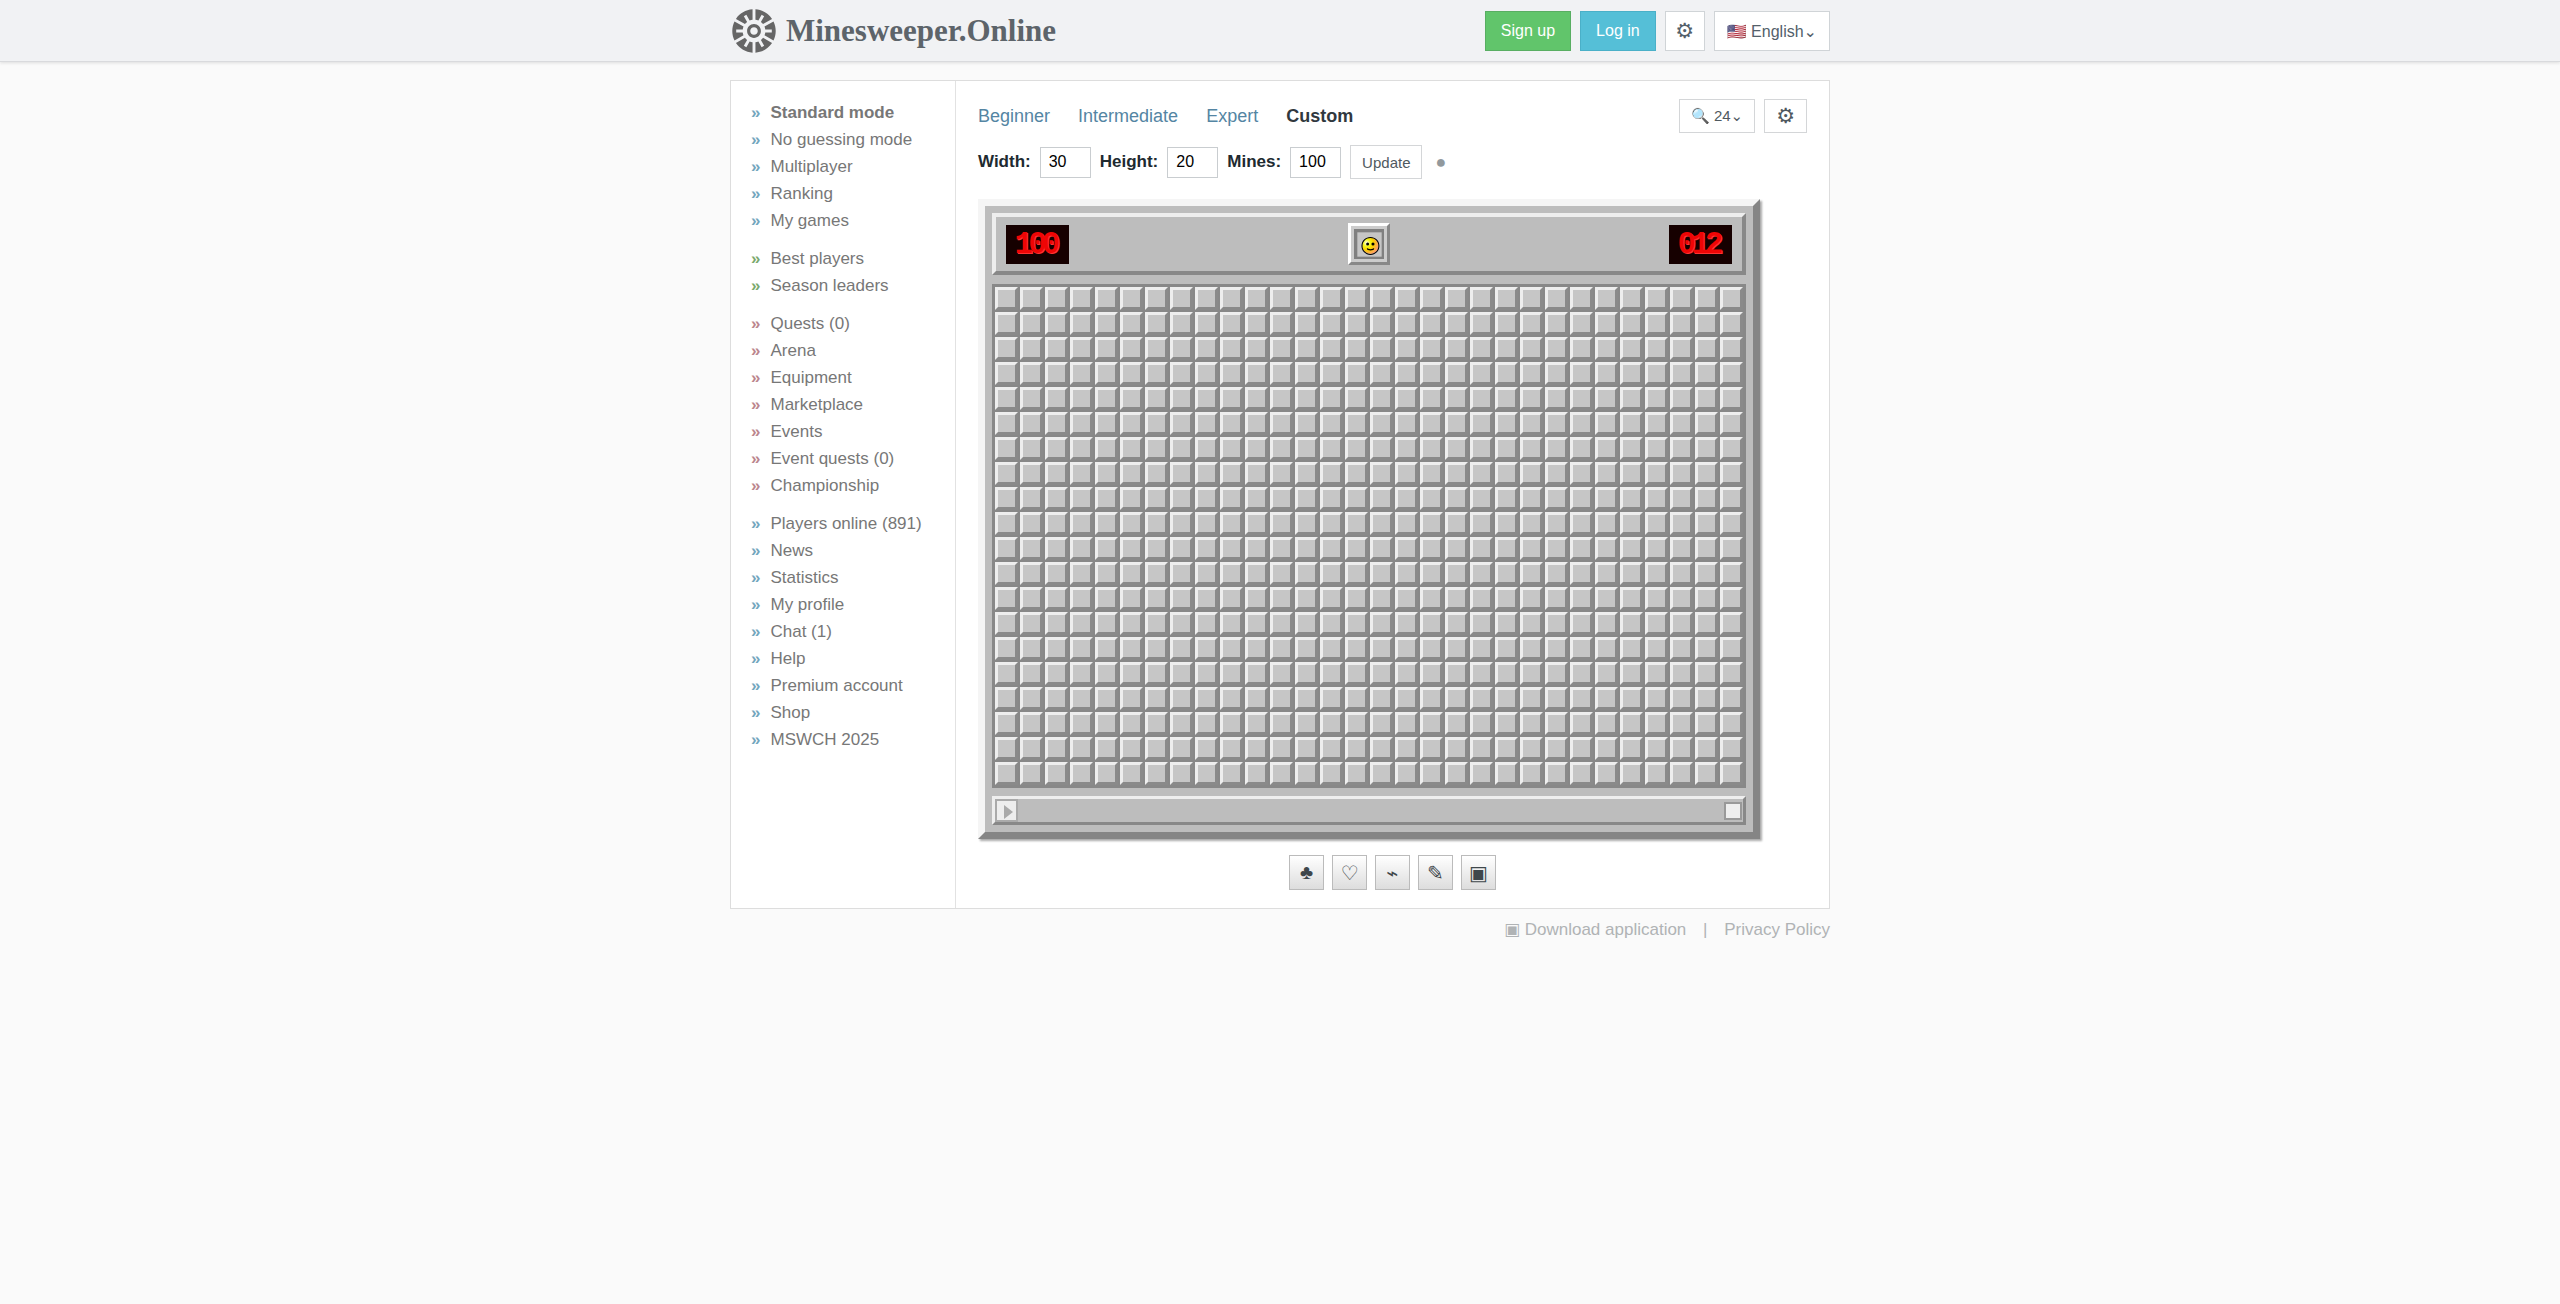 Minesweeper.Online
Sign up
Log in
English
» Standard mode
» No guessing mode
» Multiplayer
» Ranking
» My games
» Best players
» Season leaders
» Quests (0)
» Arena
» Equipment
» Marketplace
» Events
» Event quests (0)
» Championship
» Players online (891)
» News
» Statistics
» My profile
» Chat (1)
» Help
» Premium account
» Shop
» MSWCH 2025
Beginner Intermediate Expert Custom
24
Width: 30 Height: 20 Mines: 100 Update
100
012
Download application | Privacy Policy